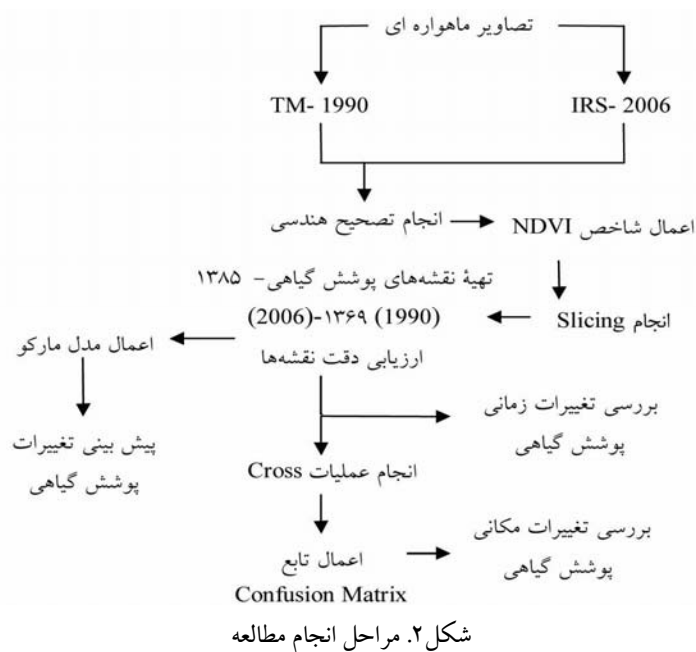 تصاویر ماهواره ای
TM- 1990
IRS- 2006
انجام تصحیح هندسی
اعمال شاخص NDVI
تهیۀ نقشه‌های پوشش گیاهی- ۱۳۸۵
(2006)-۱۳۶۹ (1990)
ارزیابی دقت نقشه‌ها
انجام Slicing
اعمال مدل مارکو
پیش بینی تغییرات
پوشش گیاهی
بررسی تغییرات زمانی
پوشش گیاهی
انجام عملیات Cross
اعمال تابع
Confusion Matrix
بررسی تغییرات مکانی
پوشش گیاهی
شکل۲. مراحل انجام مطالعه